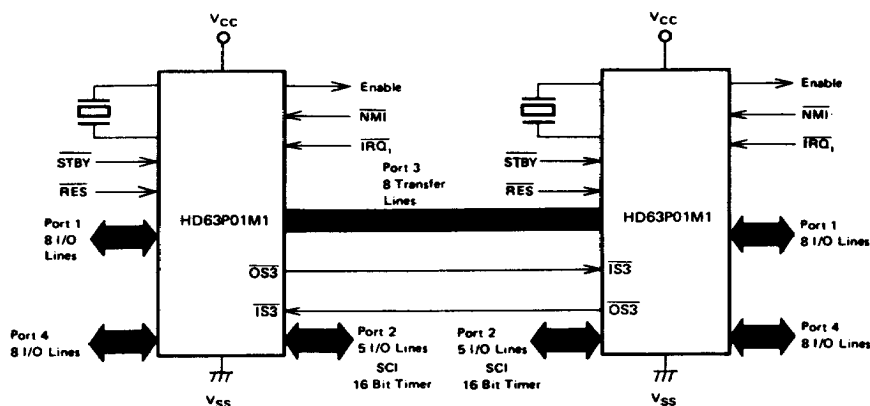 VCC
VCC
Enable
NMI
IRQ1
STBY
RES
Port 3
8 Transfer
Lines
Enable
NMI
IRQ1
STBY
RES
HD63P01M1
HD63P01M1
Port 1
8 I/O
Lines
Port 1
8 I/O Lines
OS3
IS3
IS3
OS3
Port 4
8 I/O Lines
Port 2
5 I/O Lines
SCI
16 Bit Timer
Port 2
5 I/O Lines
SCI
16 Bit Timer
Port 4
8 I/O Lines
VSS
VSS